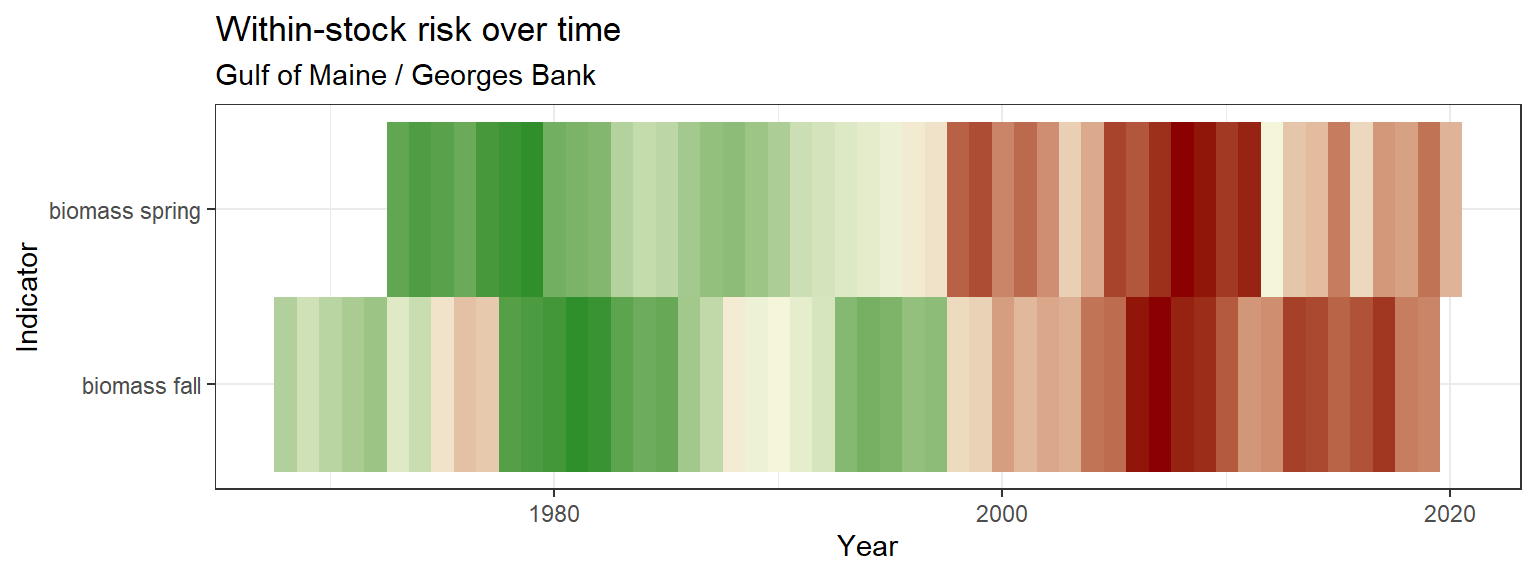 Within-stock risk over time
Gulf of Maine / Georges Bank
Indicator
biomass spring
biomass fall
1980
2000
2020
Year